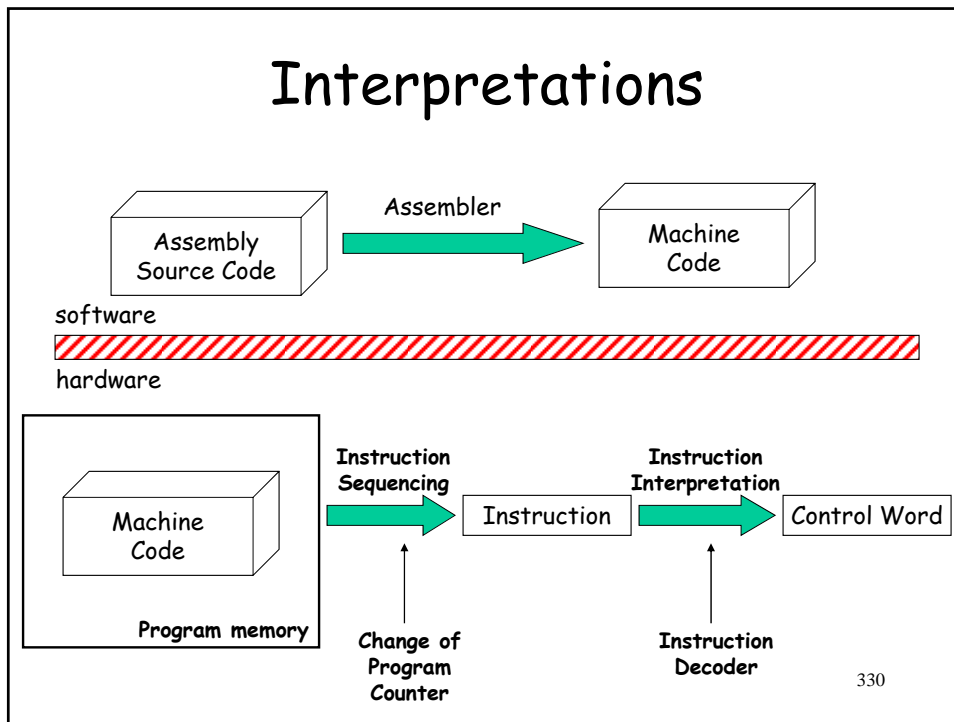 Interpretations
Assembler
Assembly
Source Code
Machine
Code
software
hardware
Machine
Code
Program memory
Instruction
Sequencing
Change of
Program
Counter
Instruction
Instruction
Interpretation
Instruction
Decoder
Control Word
330